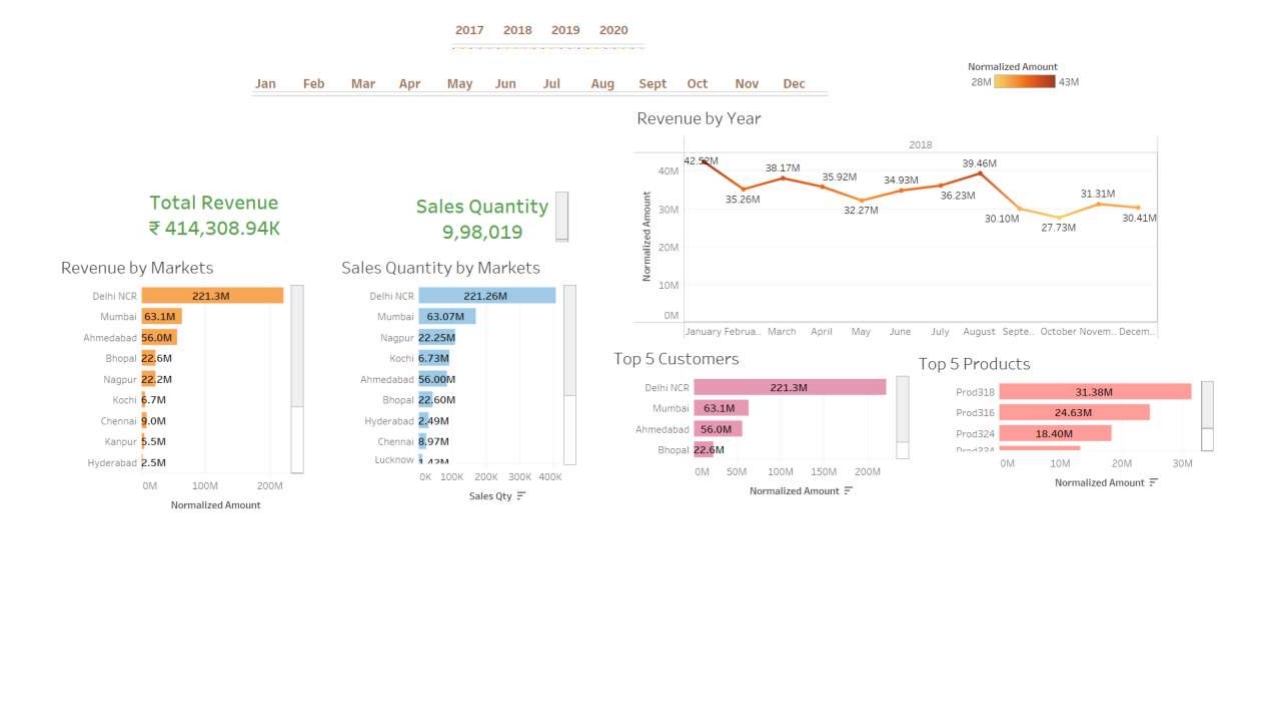 2017 2018 2019 2020
Jan Feb Mar Apr May Jun Jul Aug Sept Oct Nov Dec
Normalized Amount
28M 43M
Total Revenue
₹ 414,308.94K
Sales Quantity
9,98,019
Revenue by Year
2018
Normalized Amount
40M
30M
20M
10M
0M
42.52M
35.26M
38.17M
35.92M
32.27M
34.93M
36.23M
39.46M
30.10M
27.73M
31.31M
30.41M
January Februa.. March April May June July August Septe.. October Novem.. Decem..
Revenue by Markets
Delhi NCR 221.3M
Mumbai 63.1M
Ahmedabad 56.0M
Bhopal 22.6M
Nagpur 22.2M
Kochi 6.7M
Chennai 9.0M
Kanpur 5.5M
Hyderabad 2.5M
0M 100M 200M
Normalized Amount
Sales Quantity by Markets
Delhi NCR 221.26M
Mumbai 63.07M
Nagpur 22.25M
Kochi 6.73M
Ahmedabad 56.00M
Bhopal 22.60M
Hyderabad 2.49M
Chennai 8.97M
Lucknow
0K 100K 200K 300K 400K
Sales Qty
Top 5 Customers
Delhi NCR 221.3M
Mumbai 63.1M
Ahmedabad 56.0M
Bhopal 22.6M
0M 50M 100M 150M 200M
Normalized Amount
Top 5 Products
Prod318 31.38M
Prod316 24.63M
Prod324 18.40M
0M 10M 20M 30M
Normalized Amount